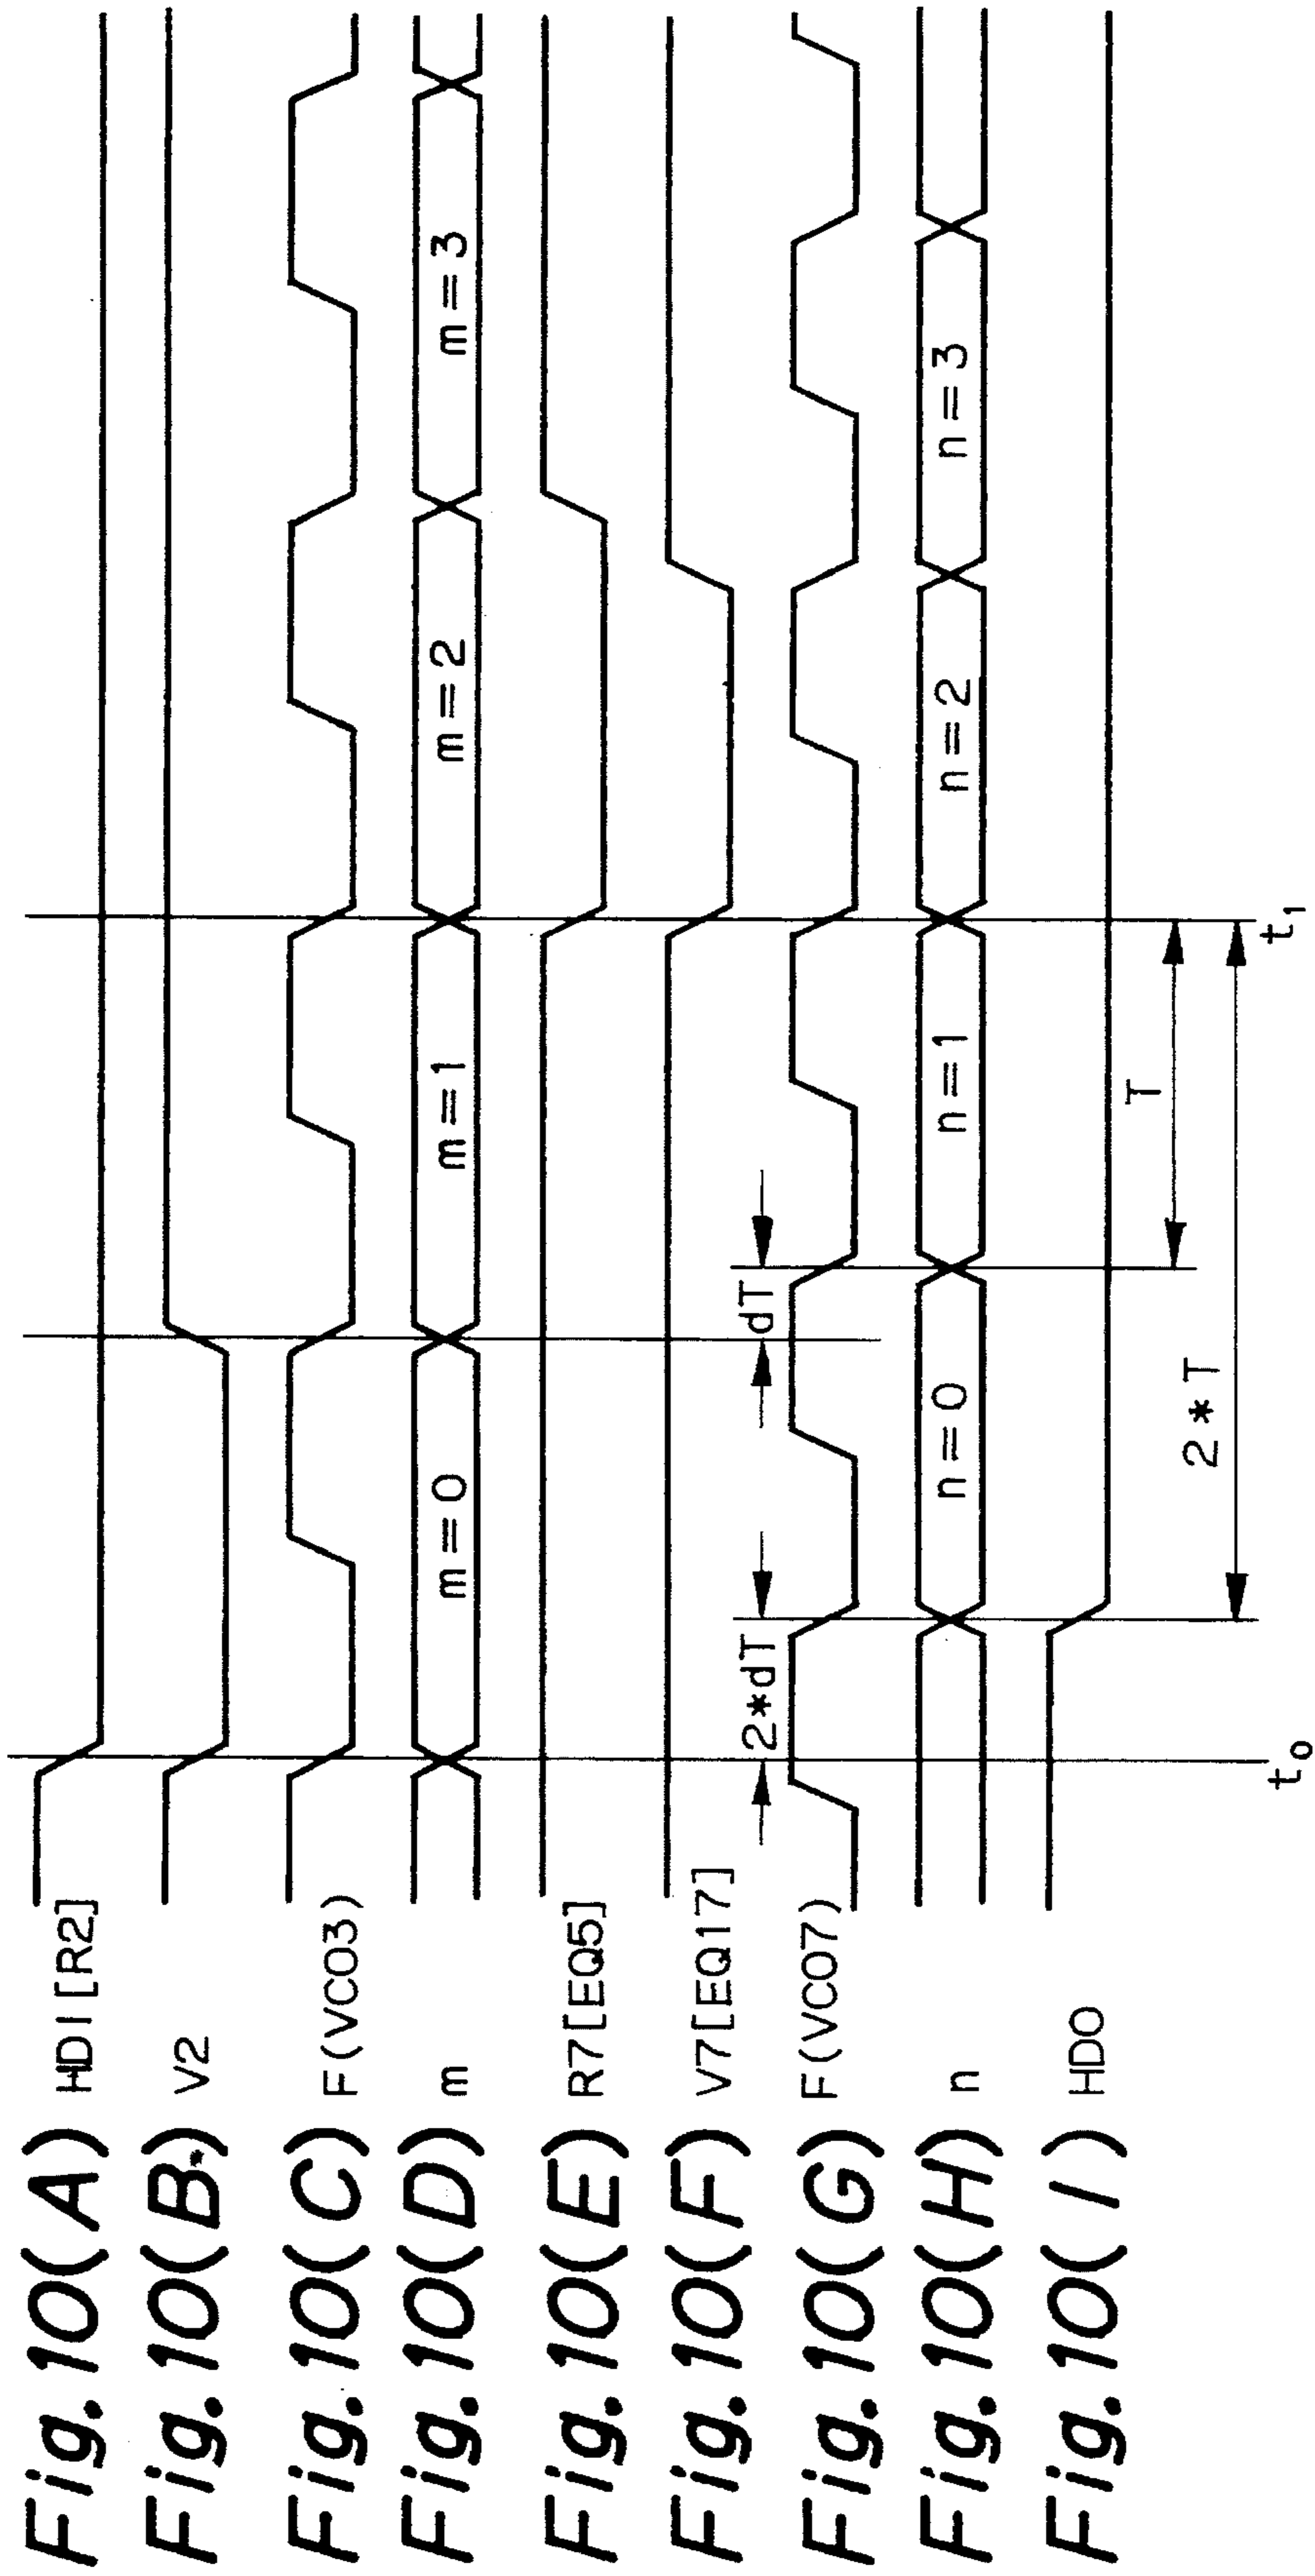 Fig. 10(A) HDI[R2]
Fig. 10(B) V2
Fig. 10(C) F(VCO3)
Fig. 10(D) m m=0 m=1 m=2 m=3
Fig. 10(E) R7[EQ5]
Fig. 10(F) V7[EQ17]
2*dT dT
Fig. 10(G) F(VCO7)
Fig. 10(H) n n=0 n=1 n=2 n=3
Fig. 10(I) HDO
T
2*T
t0 t1